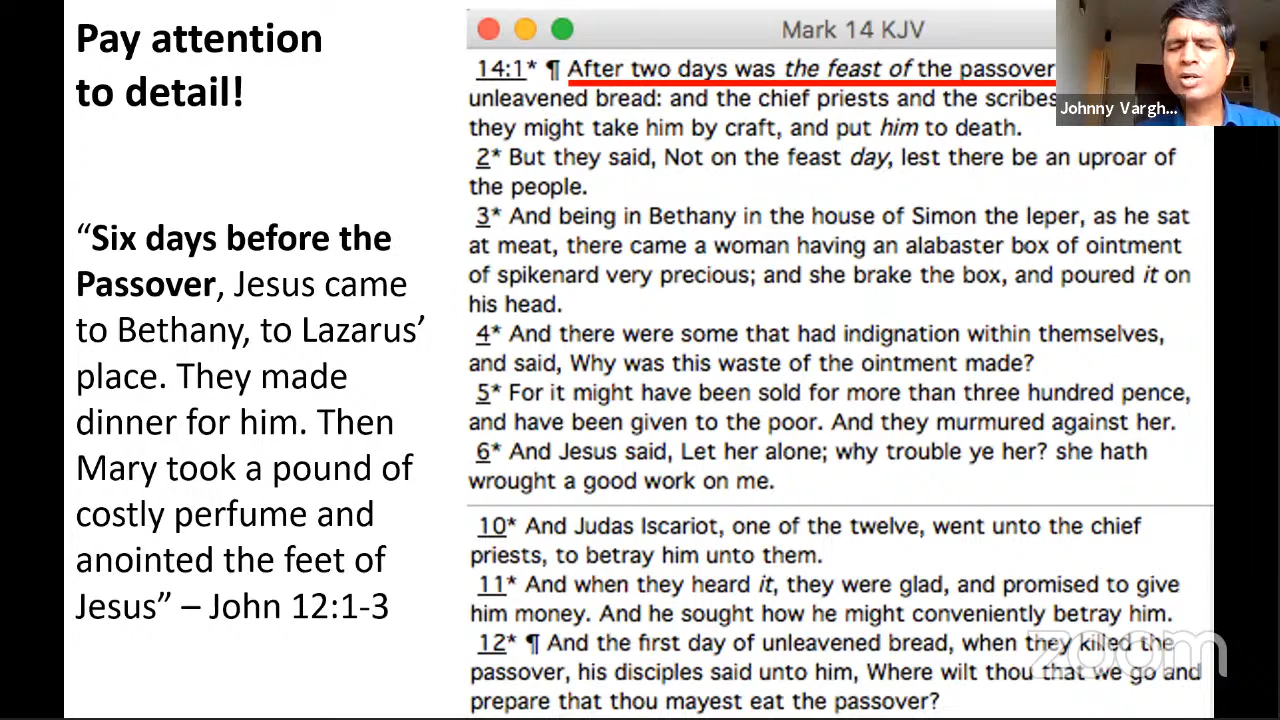 Pay attention
to detail!
“Six days before the
Passover, Jesus came
to Bethany, to Lazarus’
place. They made
dinner for him. Then
Mary took a pound of
costly perfume and
anointed the feet of
Jesus” – John 12:1-3
Mark 14 KJV
14:1* ¶ After two days was the feast of the passover
unleavened bread: and the chief priests and the scribes
they might take him by craft, and put him to death.
2* But they said, Not on the feast day, lest there be an uproar of
the people.
3* And being in Bethany in the house of Simon the leper, as he sat
at meat, there came a woman having an alabaster box of ointment
of spikenard very precious; and she brake the box, and poured it on
his head.
4* And there were some that had indignation within themselves,
and said, Why was this waste of the ointment made?
5* For it might have been sold for more than three hundred pence,
and have been given to the poor. And they murmured against her.
6* And Jesus said, Let her alone; why trouble ye her? she hath
wrought a good work on me.
10* And Judas Iscariot, one of the twelve, went unto the chief
priests, to betray him unto them.
11* And when they heard it, they were glad, and promised to give
him money. And he sought how he might conveniently betray him.
12* ¶ And the first day of unleavened bread, when they killed the
passover, his disciples said unto him, Where wilt thou that we go and
prepare that thou mayest eat the passover?
Johnny Vargh...
zoom